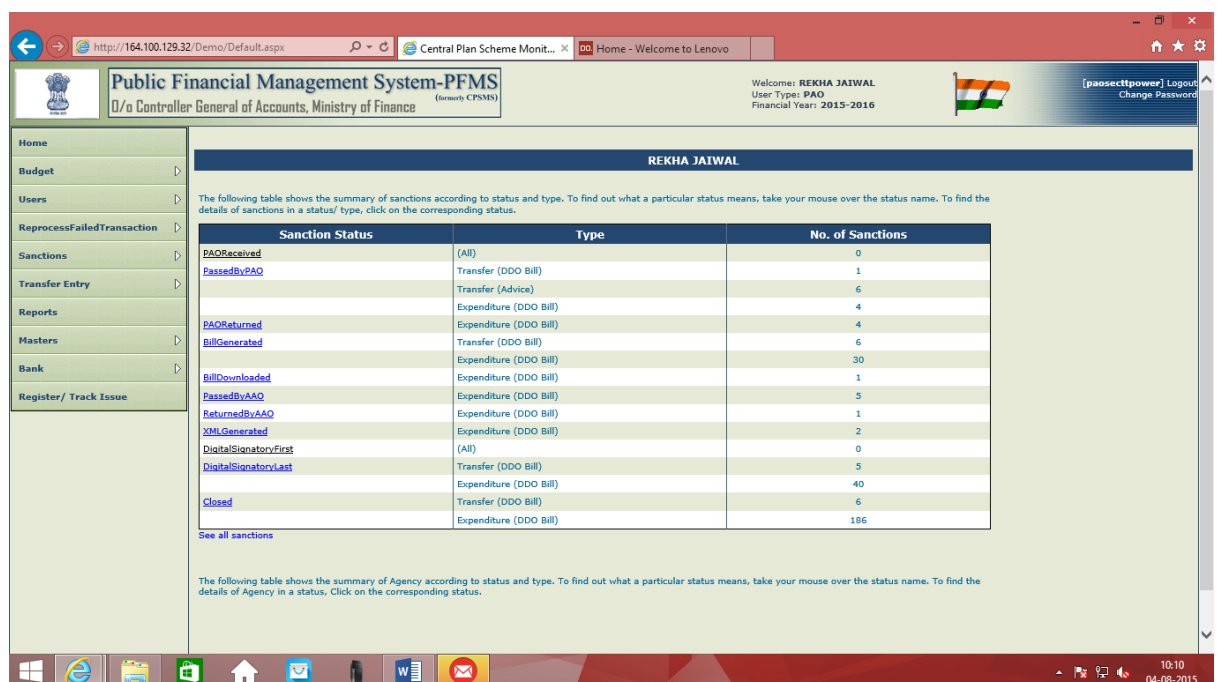 http://164.100.129.32/Demo/Default.aspx
Central Plan Scheme Monit...
DO.
Home - Welcome to Lenovo
Public Financial Management System-PFMS
(formerly CPSMS)
O/o Controller General of Accounts, Ministry of Finance
Welcome: REKHA JAIWAL
User Type: PAO
Financial Year: 2015-2016
[paosecttpower] Logout
Change Password
Home
Budget
Users
ReprocessFailedTransaction
Sanctions
Transfer Entry
Reports
Masters
Bank
Register/ Track Issue
REKHA JAIWAL
The following table shows the summary of sanctions according to status and type. To find out what a particular status means, take your mouse over the status name. To find the
details of sanctions in a status/ type, click on the corresponding status.
Sanction Status Type No. of Sanctions
PAOReceived (All) 0
PassedByPAO Transfer (DDO Bill) 1
Transfer (Advice) 6
Expenditure (DDO Bill) 4
PAOReturned Expenditure (DDO Bill) 4
BillGenerated Transfer (DDO Bill) 6
Expenditure (DDO Bill) 30
BillDownloaded Expenditure (DDO Bill) 1
PassedByAAO Expenditure (DDO Bill) 5
ReturnedByAAO Expenditure (DDO Bill) 1
XMLGenerated Expenditure (DDO Bill) 2
DigitalSignatoryFirst (All) 0
DigitalSignatoryLast Transfer (DDO Bill) 5
Expenditure (DDO Bill) 40
Closed Transfer (DDO Bill) 6
Expenditure (DDO Bill) 186
See all sanctions
The following table shows the summary of Agency according to status and type. To find out what a particular status means, take your mouse over the status name. To find the
details of Agency in a status, Click on the corresponding status.
10:10
04-08-2015